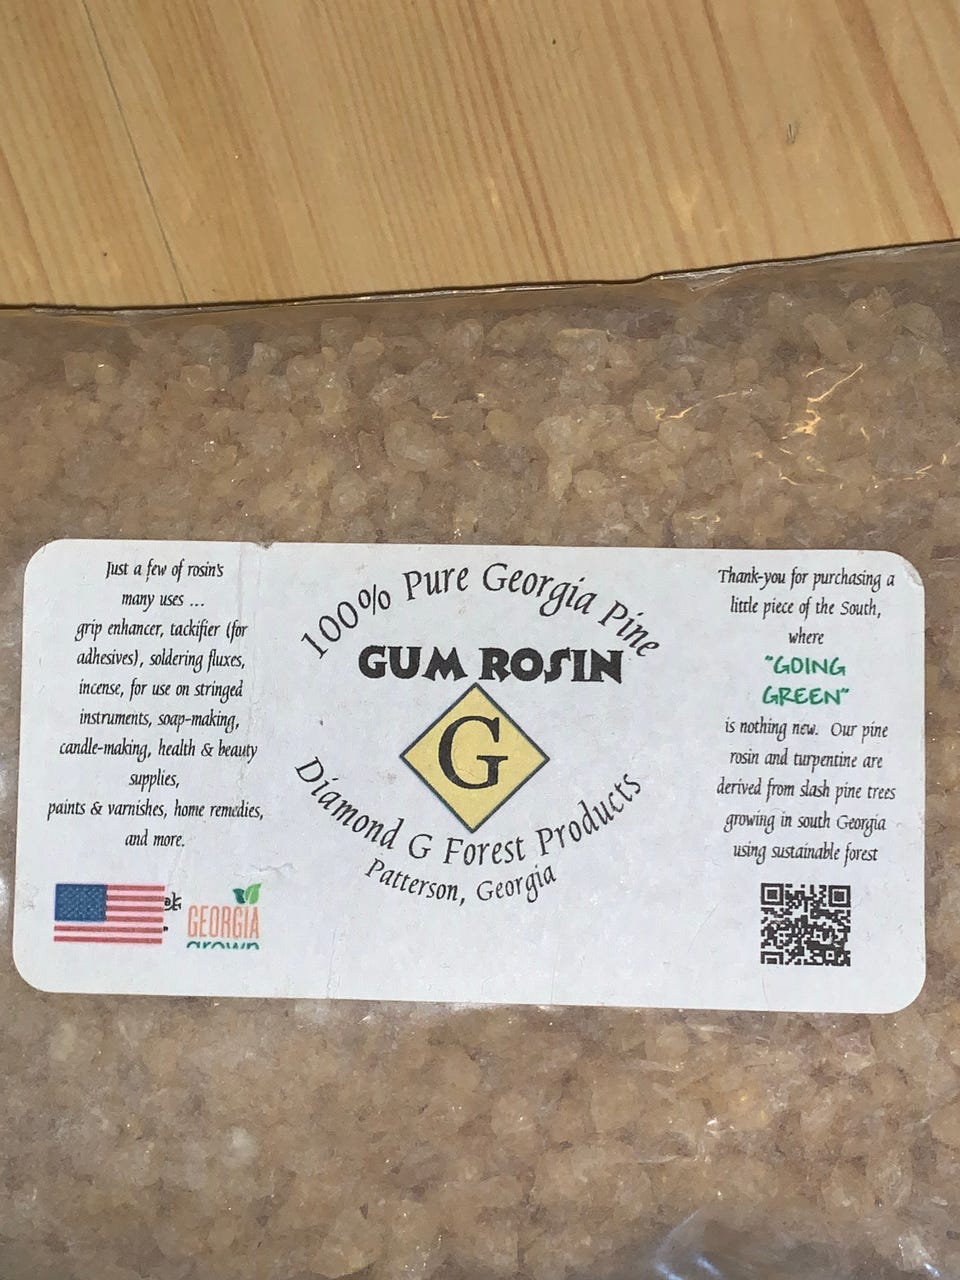 Just a few of rosin's
many uses ...
grip enhancer, tackifier (for
adhesives), soldering fluxes,
incense, for use on stringed
instruments, soap-making,
candle-making, health & beauty
supplies,
paints & varnishes, home remedies,
and more.
GEORGIA
grown
100% Pure Georgia Pine
GUM ROSIN
G
Diamond G Forest Products
Patterson, Georgia
Thank-you for purchasing a
little piece of the South,
where
"GOING
GREEN"
is nothing new. Our pine
rosin and turpentine are
derived from slash pine trees
growing in south Georgia
using sustainable forest